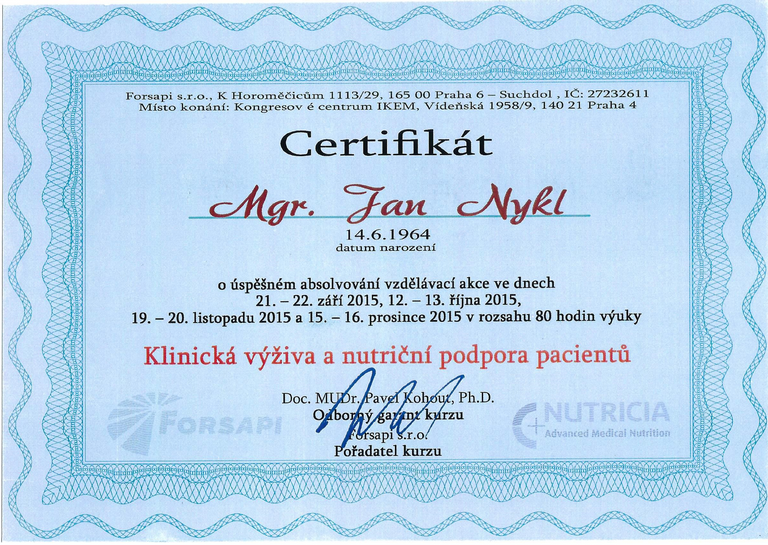 Forsapi s.r.o., K Horoměčicům 1113/29, 165 00 Praha 6 – Suchdol , IČ: 27232611
Místo konání: Kongresov é centrum IKEM, Vídeňská 1958/9, 140 21 Praha 4
Certifikát
Mgr. Jan Nykl
14.6.1964
datum narození
o úspěšném absolvování vzdělávací akce ve dnech
21. – 22. září 2015, 12. – 13. října 2015,
19. – 20. listopadu 2015 a 15. – 16. prosince 2015 v rozsahu 80 hodin výuky
Klinická výživa a nutriční podpora pacientů
Doc. MUDr. Pavel Kohout, Ph.D.
Odborný garant kurzu
Forsapi s.r.o.
Pořadatel kurzu
FORSAPI
NUTRICIA
Advanced Medical Nutrition